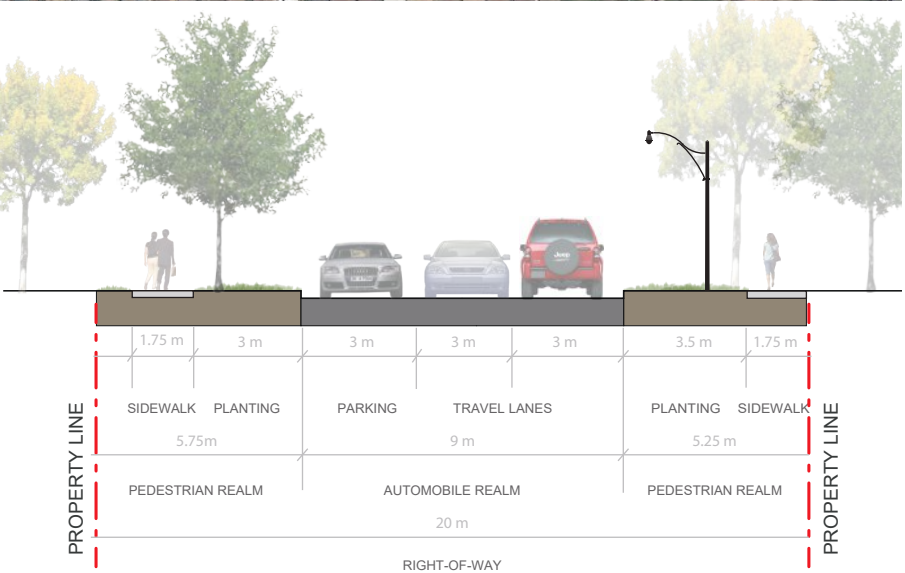 Jeep
1.75 m 3 m 3 m 3 m 3 m 3.5 m 1.75 m
SIDEWALK PLANTING PARKING TRAVEL LANES PLANTING SIDEWALK
5.75m 9 m 5.25 m
PEDESTRIAN REALM AUTOMOBILE REALM PEDESTRIAN REALM
20 m
RIGHT-OF-WAY
PROPERTY LINE
PROPERTY LINE